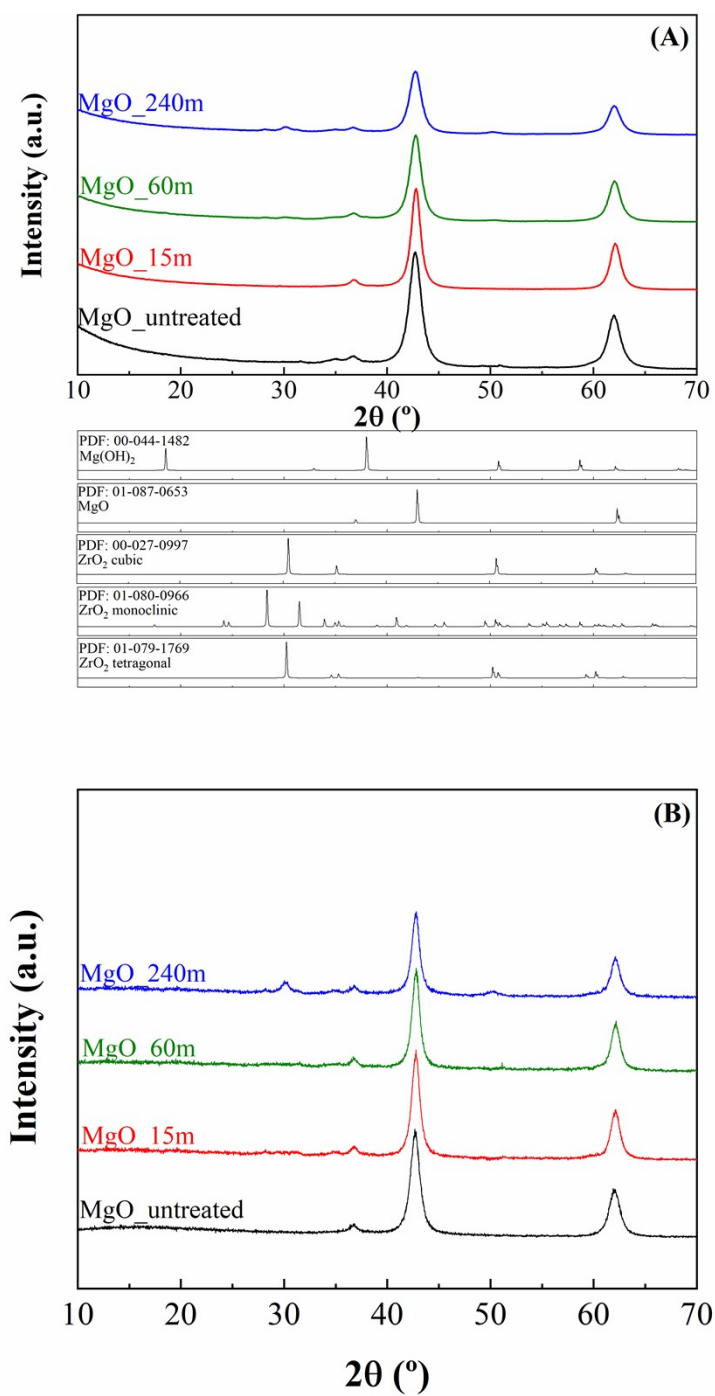 (A)
MgO_240m
MgO_60m
MgO_15m
MgO_untreated
Intensity (a.u.)
10 20 30 40 50 60 70
2θ (º)
PDF: 00-044-1482
Mg(OH)₂
PDF: 01-087-0653
MgO
PDF: 00-027-0997
ZrO₂ cubic
PDF: 01-080-0966
ZrO₂ monoclinic
PDF: 01-079-1769
ZrO₂ tetragonal
(B)
MgO_240m
MgO_60m
MgO_15m
MgO_untreated
Intensity (a.u.)
10 20 30 40 50 60 70
2θ (º)